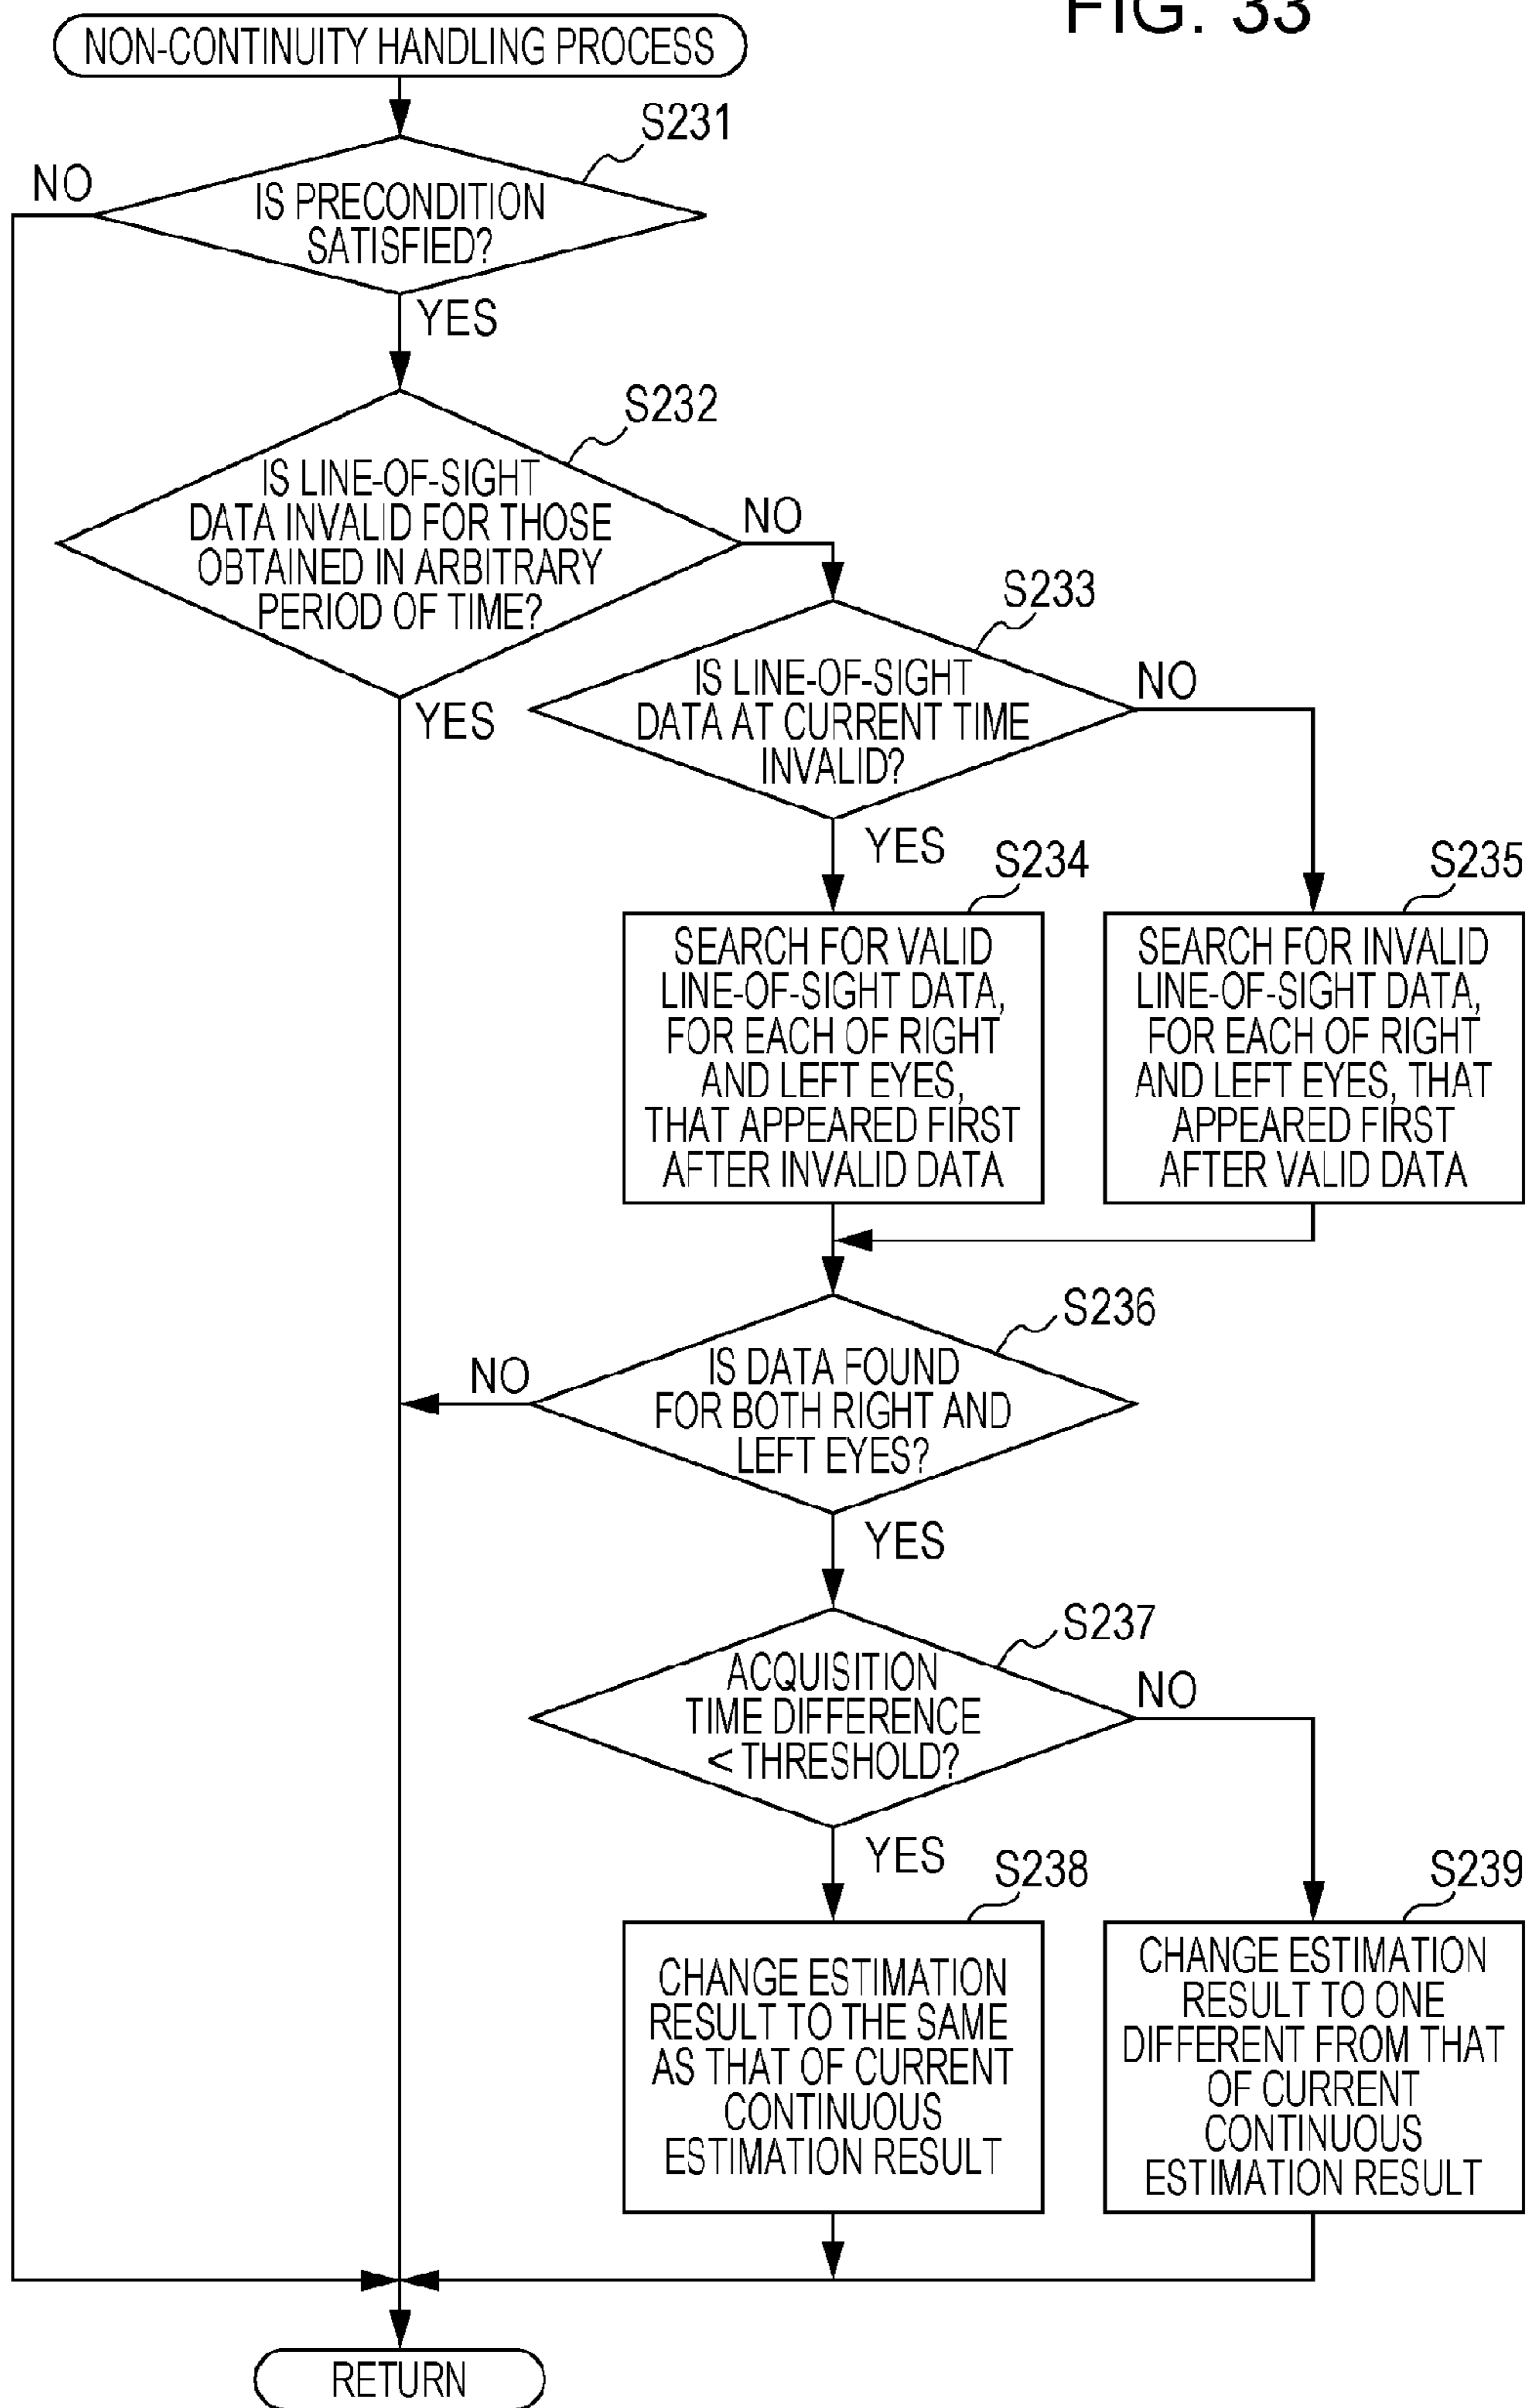 FIG. 33
NON-CONTINUITY HANDLING PROCESS
S231
NO
IS PRECONDITION
SATISFIED?
YES
S232
IS LINE-OF-SIGHT
DATA INVALID FOR THOSE
OBTAINED IN ARBITRARY
PERIOD OF TIME?
NO
YES
S233
IS LINE-OF-SIGHT
DATA AT CURRENT TIME
INVALID?
NO
YES
S234
SEARCH FOR VALID
LINE-OF-SIGHT DATA,
FOR EACH OF RIGHT
AND LEFT EYES,
THAT APPEARED FIRST
AFTER INVALID DATA
S235
SEARCH FOR INVALID
LINE-OF-SIGHT DATA,
FOR EACH OF RIGHT
AND LEFT EYES, THAT
APPEARED FIRST
AFTER VALID DATA
S236
NO
IS DATA FOUND
FOR BOTH RIGHT AND
LEFT EYES?
YES
S237
ACQUISITION
TIME DIFFERENCE
< THRESHOLD?
NO
YES
S238
CHANGE ESTIMATION
RESULT TO THE SAME
AS THAT OF CURRENT
CONTINUOUS
ESTIMATION RESULT
S239
CHANGE ESTIMATION
RESULT TO ONE
DIFFERENT FROM THAT
OF CURRENT
CONTINUOUS
ESTIMATION RESULT
RETURN